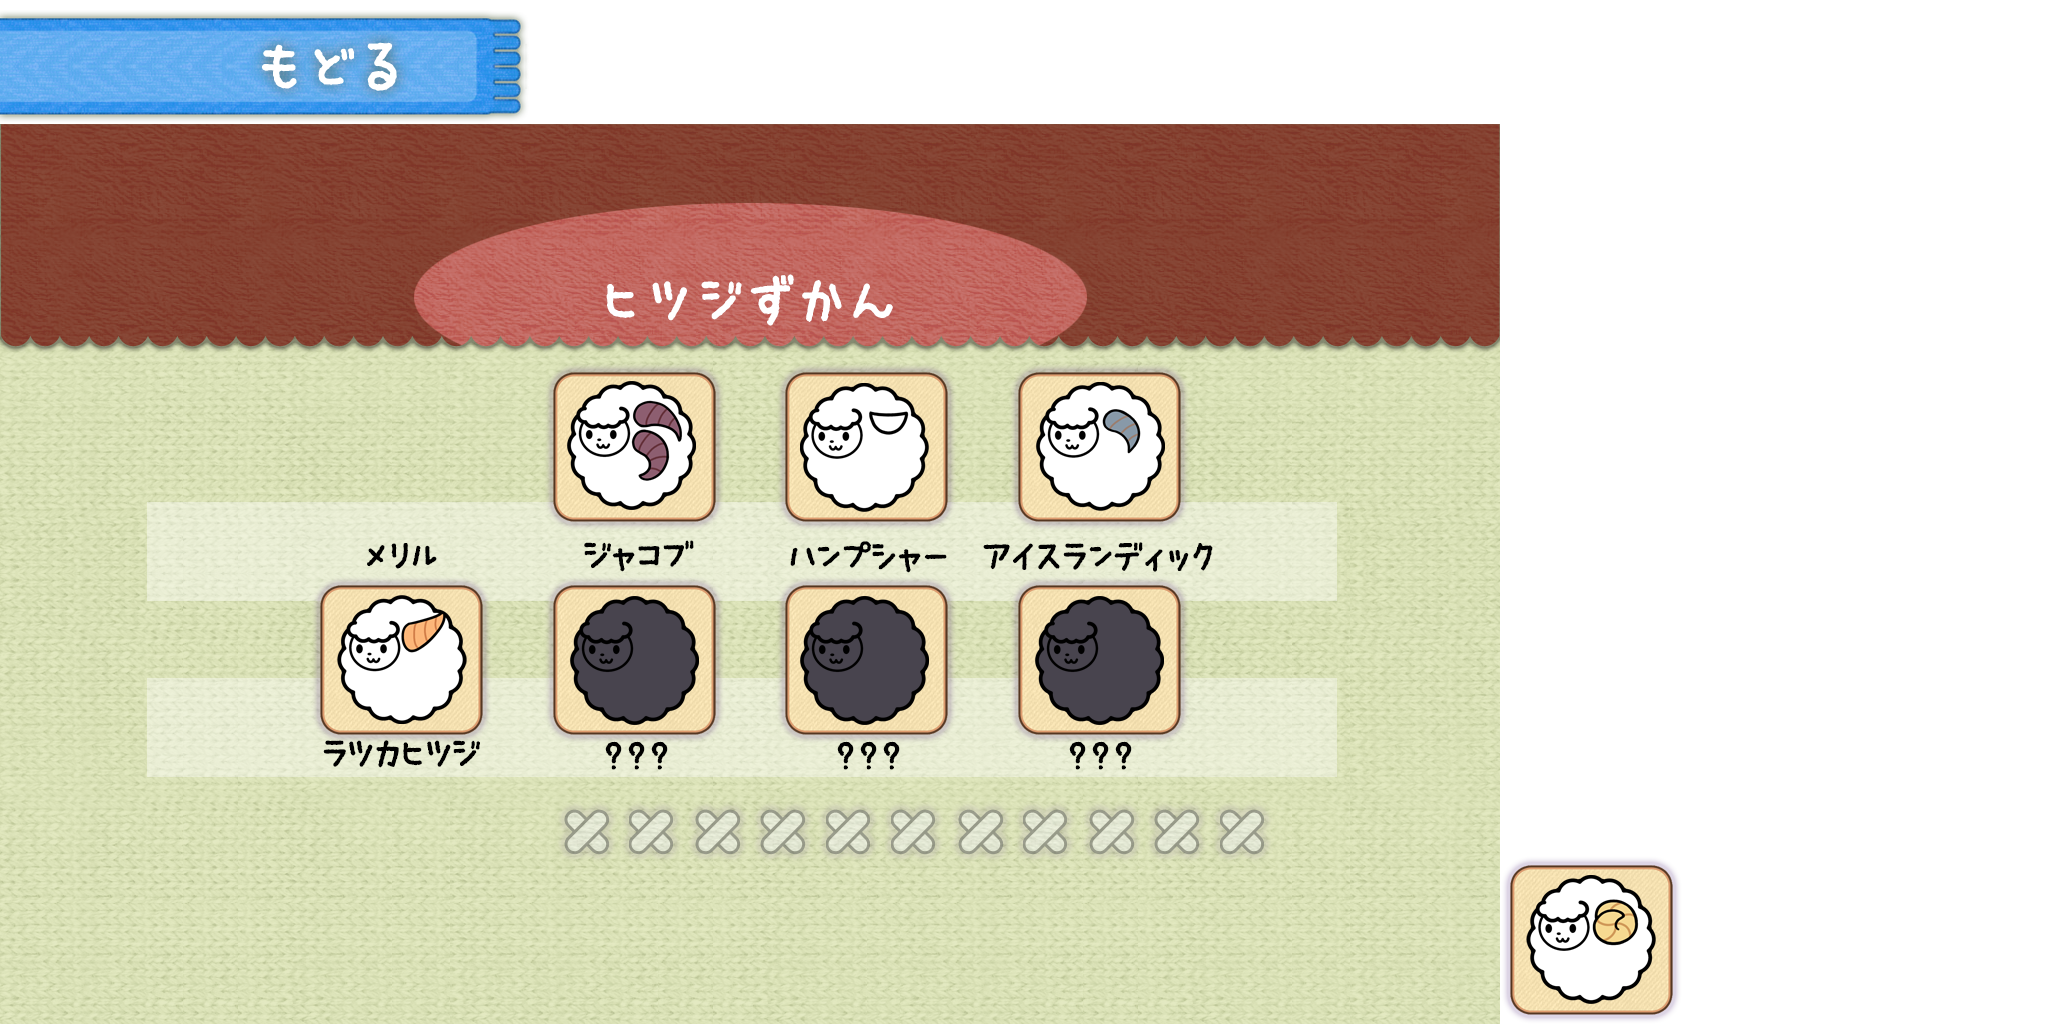 もどる
ヒツジずかん
メリル ジャコブ ハンプシャー アイスランディック
ラツカヒツジ ??? ??? ???